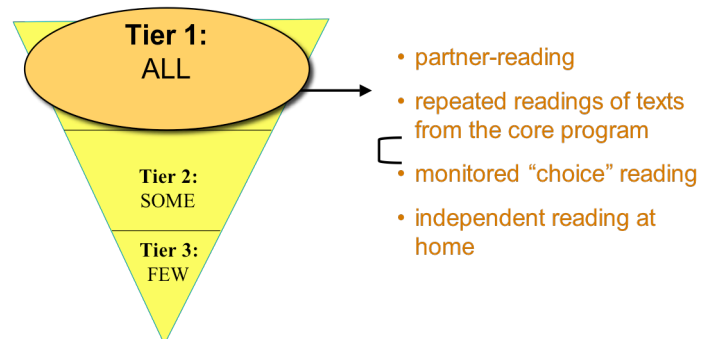 Tier 1:
ALL
Tier 2:
SOME
Tier 3:
FEW
• partner-reading
• repeated readings of texts
from the core program
• monitored “choice” reading
• independent reading at
home